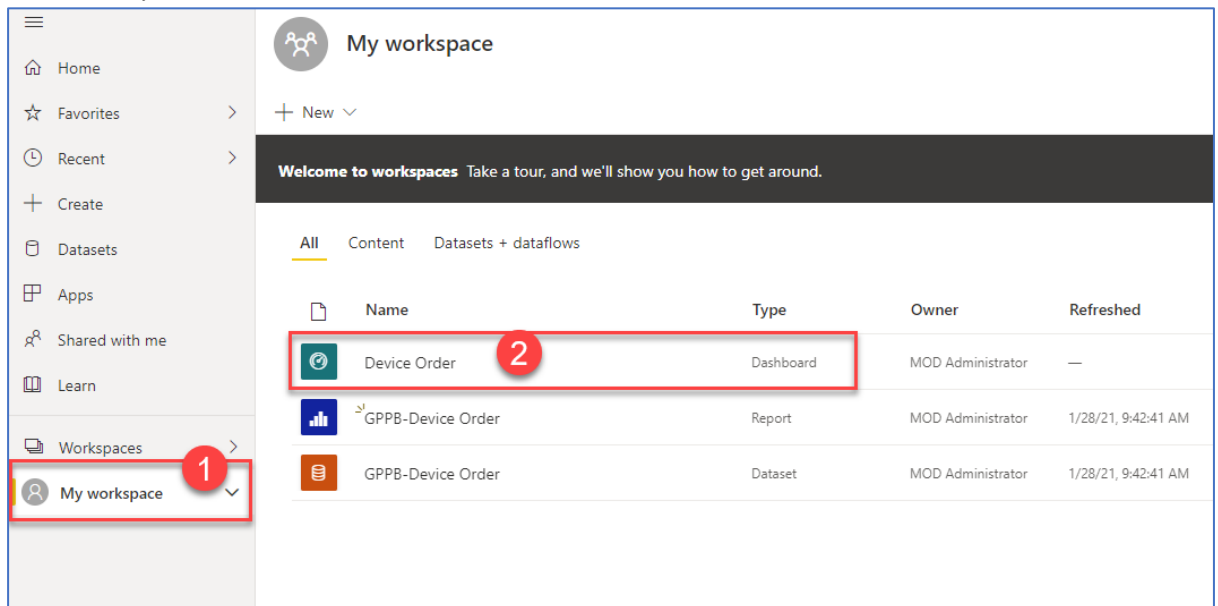 My workspace
Home
Favorites
+ New
Recent
Welcome to workspaces Take a tour, and we'll show you how to get around.
Create
All Content Datasets + dataflows
Datasets
Apps
Name Type Owner Refreshed
Shared with me
2
Device Order Dashboard MOD Administrator —
Learn
GPPB-Device Order Report MOD Administrator 1/28/21, 9:42:41 AM
Workspaces
1
GPPB-Device Order Dataset MOD Administrator 1/28/21, 9:42:41 AM
My workspace